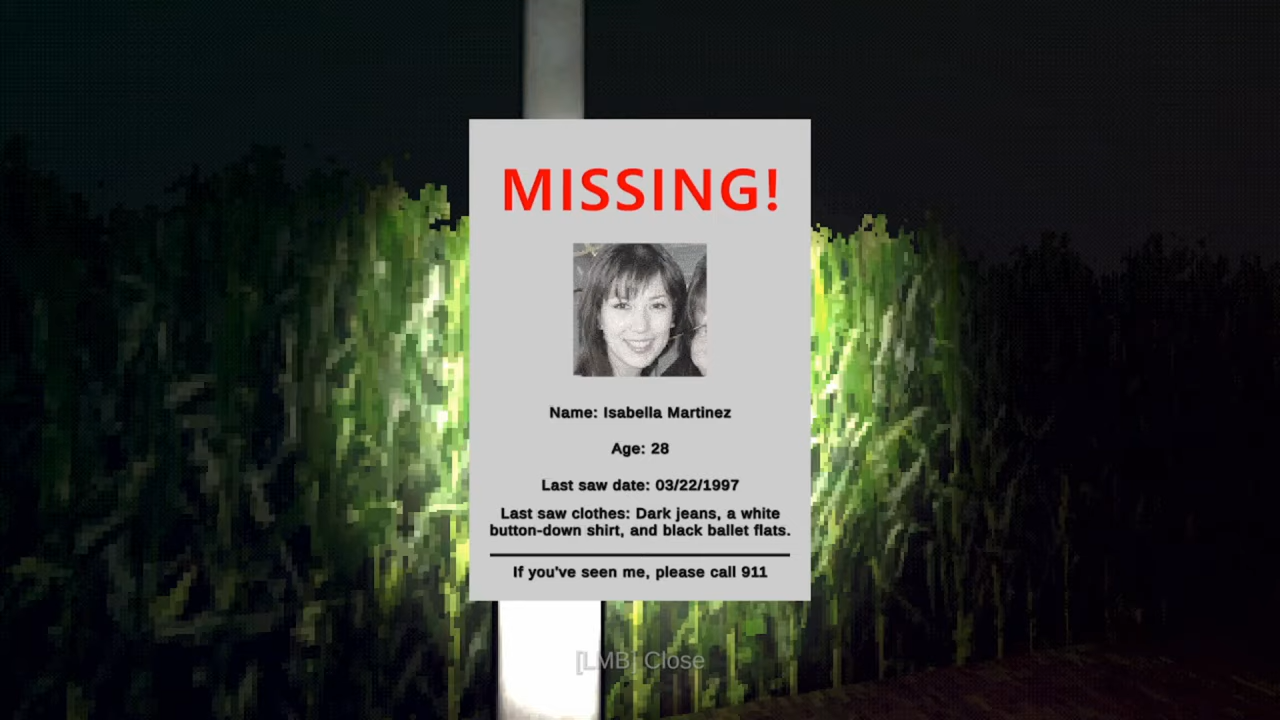 MISSING!
Name: Isabella Martinez
Age: 28
Last saw date: 03/22/1997
Last saw clothes: Dark jeans, a white
button-down shirt, and black ballet flats.
If you've seen me, please call 911
[LMB] Close